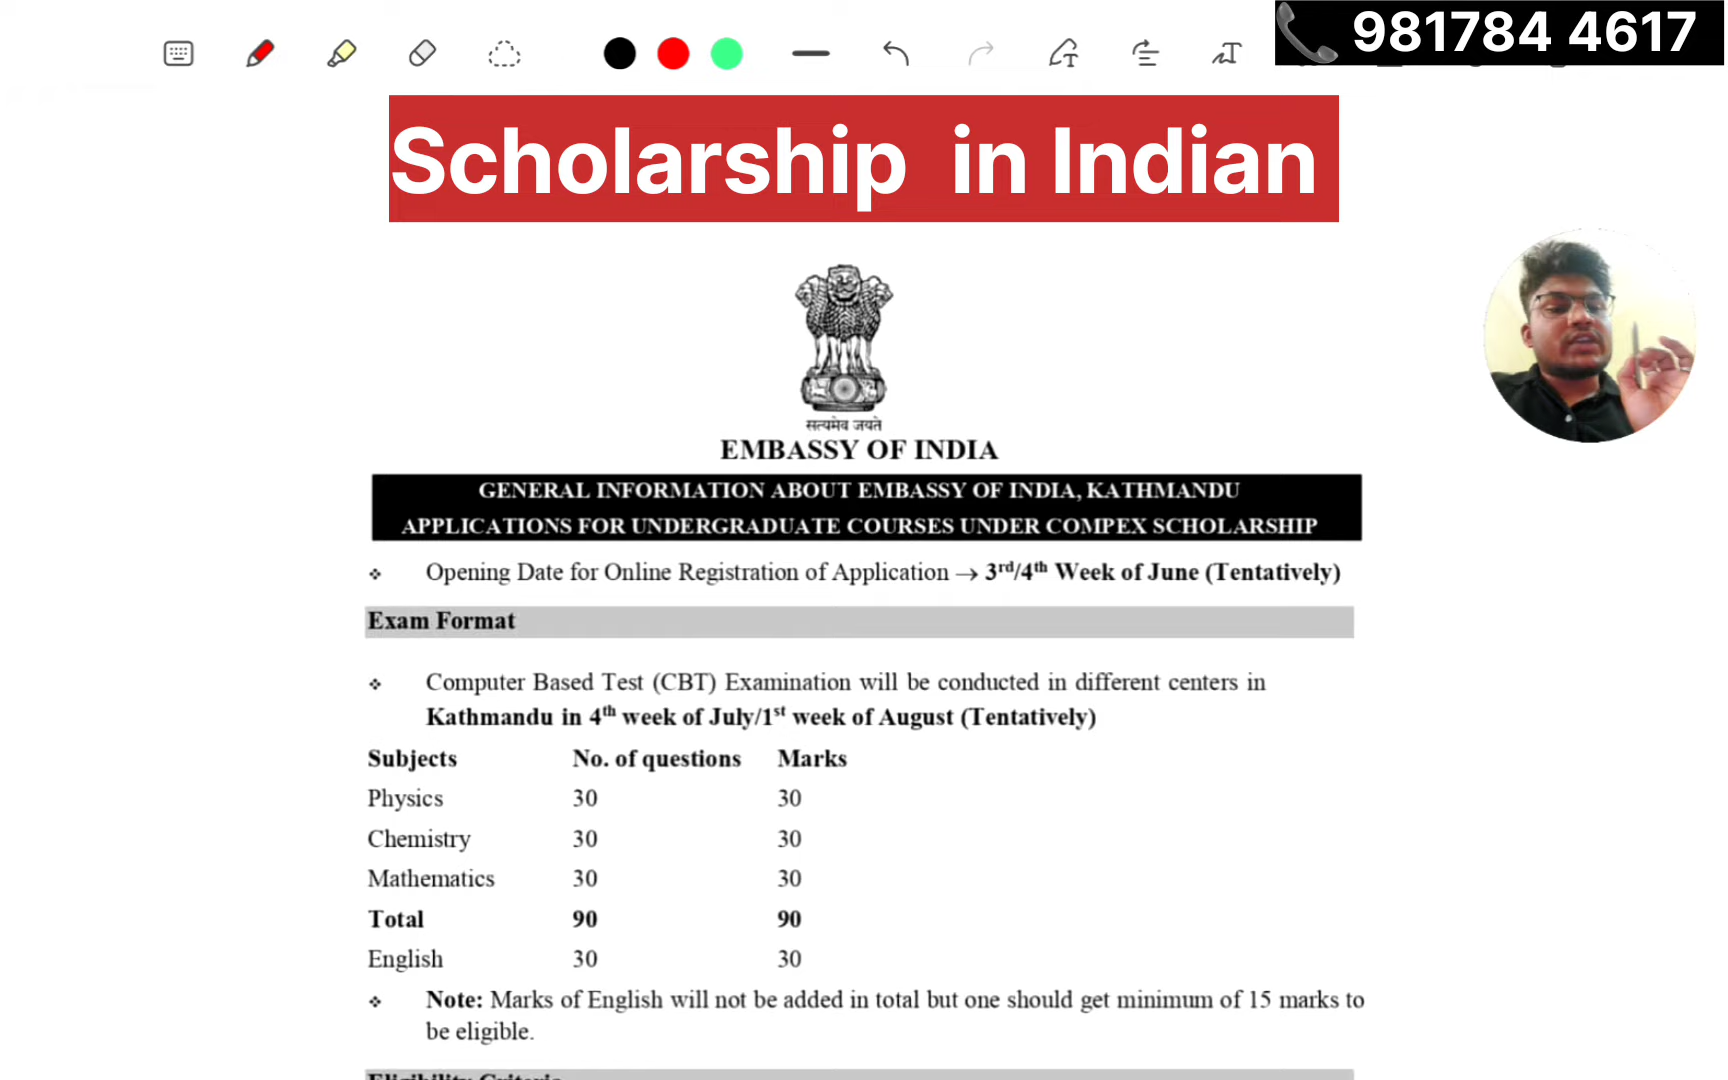 981784 4617
Scholarship in Indian
सत्यमेव जयते
EMBASSY OF INDIA
GENERAL INFORMATION ABOUT EMBASSY OF INDIA, KATHMANDU
APPLICATIONS FOR UNDERGRADUATE COURSES UNDER COMPEX SCHOLARSHIP
❖ Opening Date for Online Registration of Application → 3rd/4th Week of June (Tentatively)
Exam Format
❖ Computer Based Test (CBT) Examination will be conducted in different centers in
Kathmandu in 4th week of July/1st week of August (Tentatively)
Subjects No. of questions Marks
Physics 30 30
Chemistry 30 30
Mathematics 30 30
Total 90 90
English 30 30
❖ Note: Marks of English will not be added in total but one should get minimum of 15 marks to
be eligible.
Eligibility Criteria